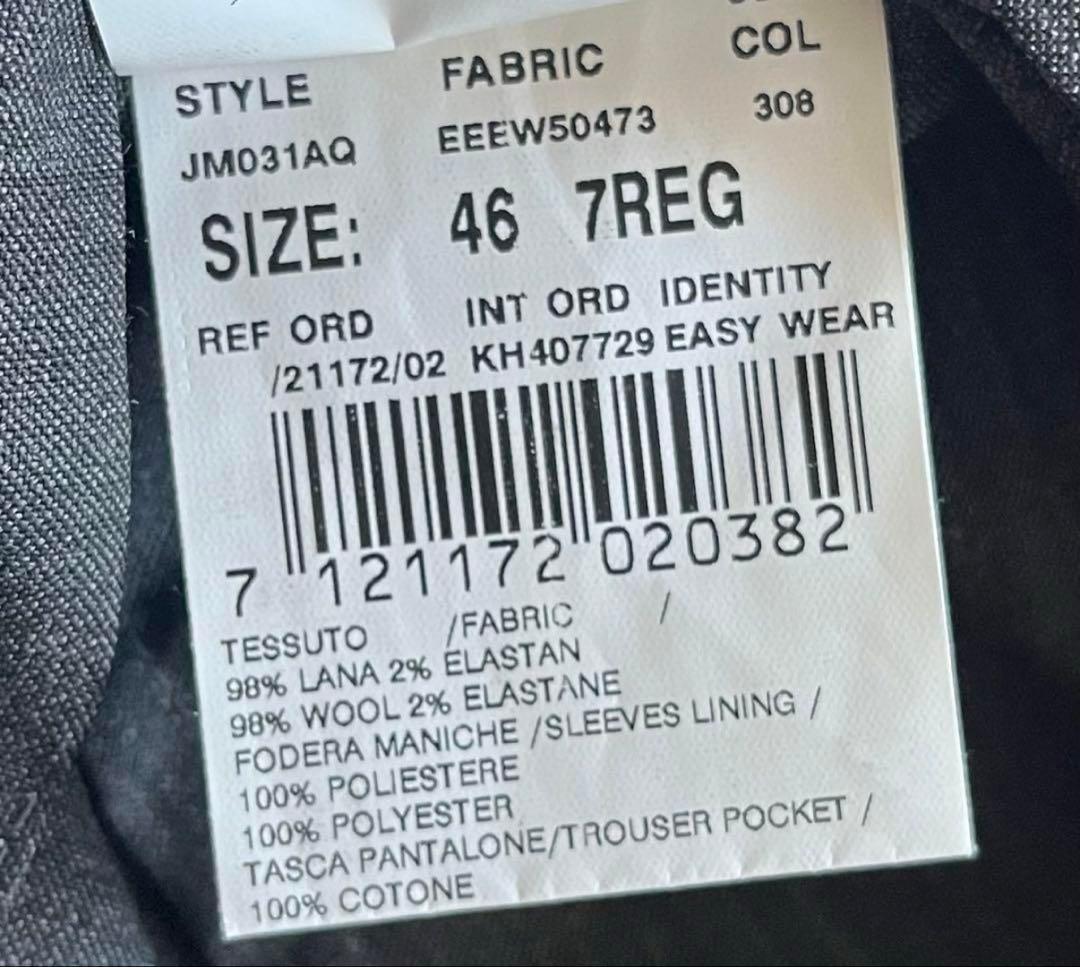 STYLE FABRIC COL
JM031AQ EEEW50473 308
SIZE: 46 7REG
REF ORD INT ORD IDENTITY
/21172/02 KH407729 EASY WEAR
7 121172 020382
TESSUTO /FABRIC /
98% LANA 2% ELASTAN
98% WOOL 2% ELASTANE
FODERA MANICHE /SLEEVES LINING /
100% POLIESTERE
100% POLYESTER
TASCA PANTALONE/TROUSER POCKET /
100% COTONE